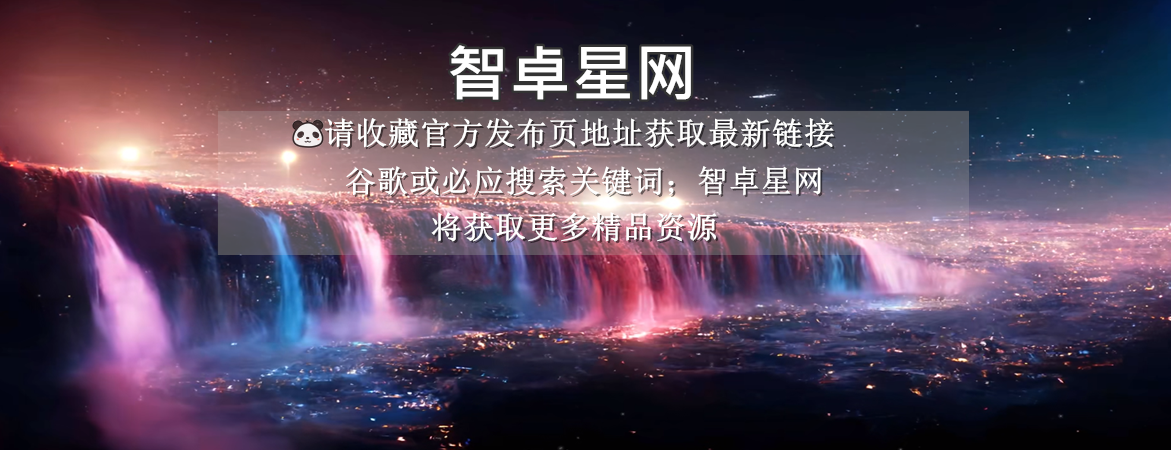 智卓星网
🐼请收藏官方发布页地址获取最新链接
谷歌或必应搜索关键词；智卓星网
将获取更多精品资源